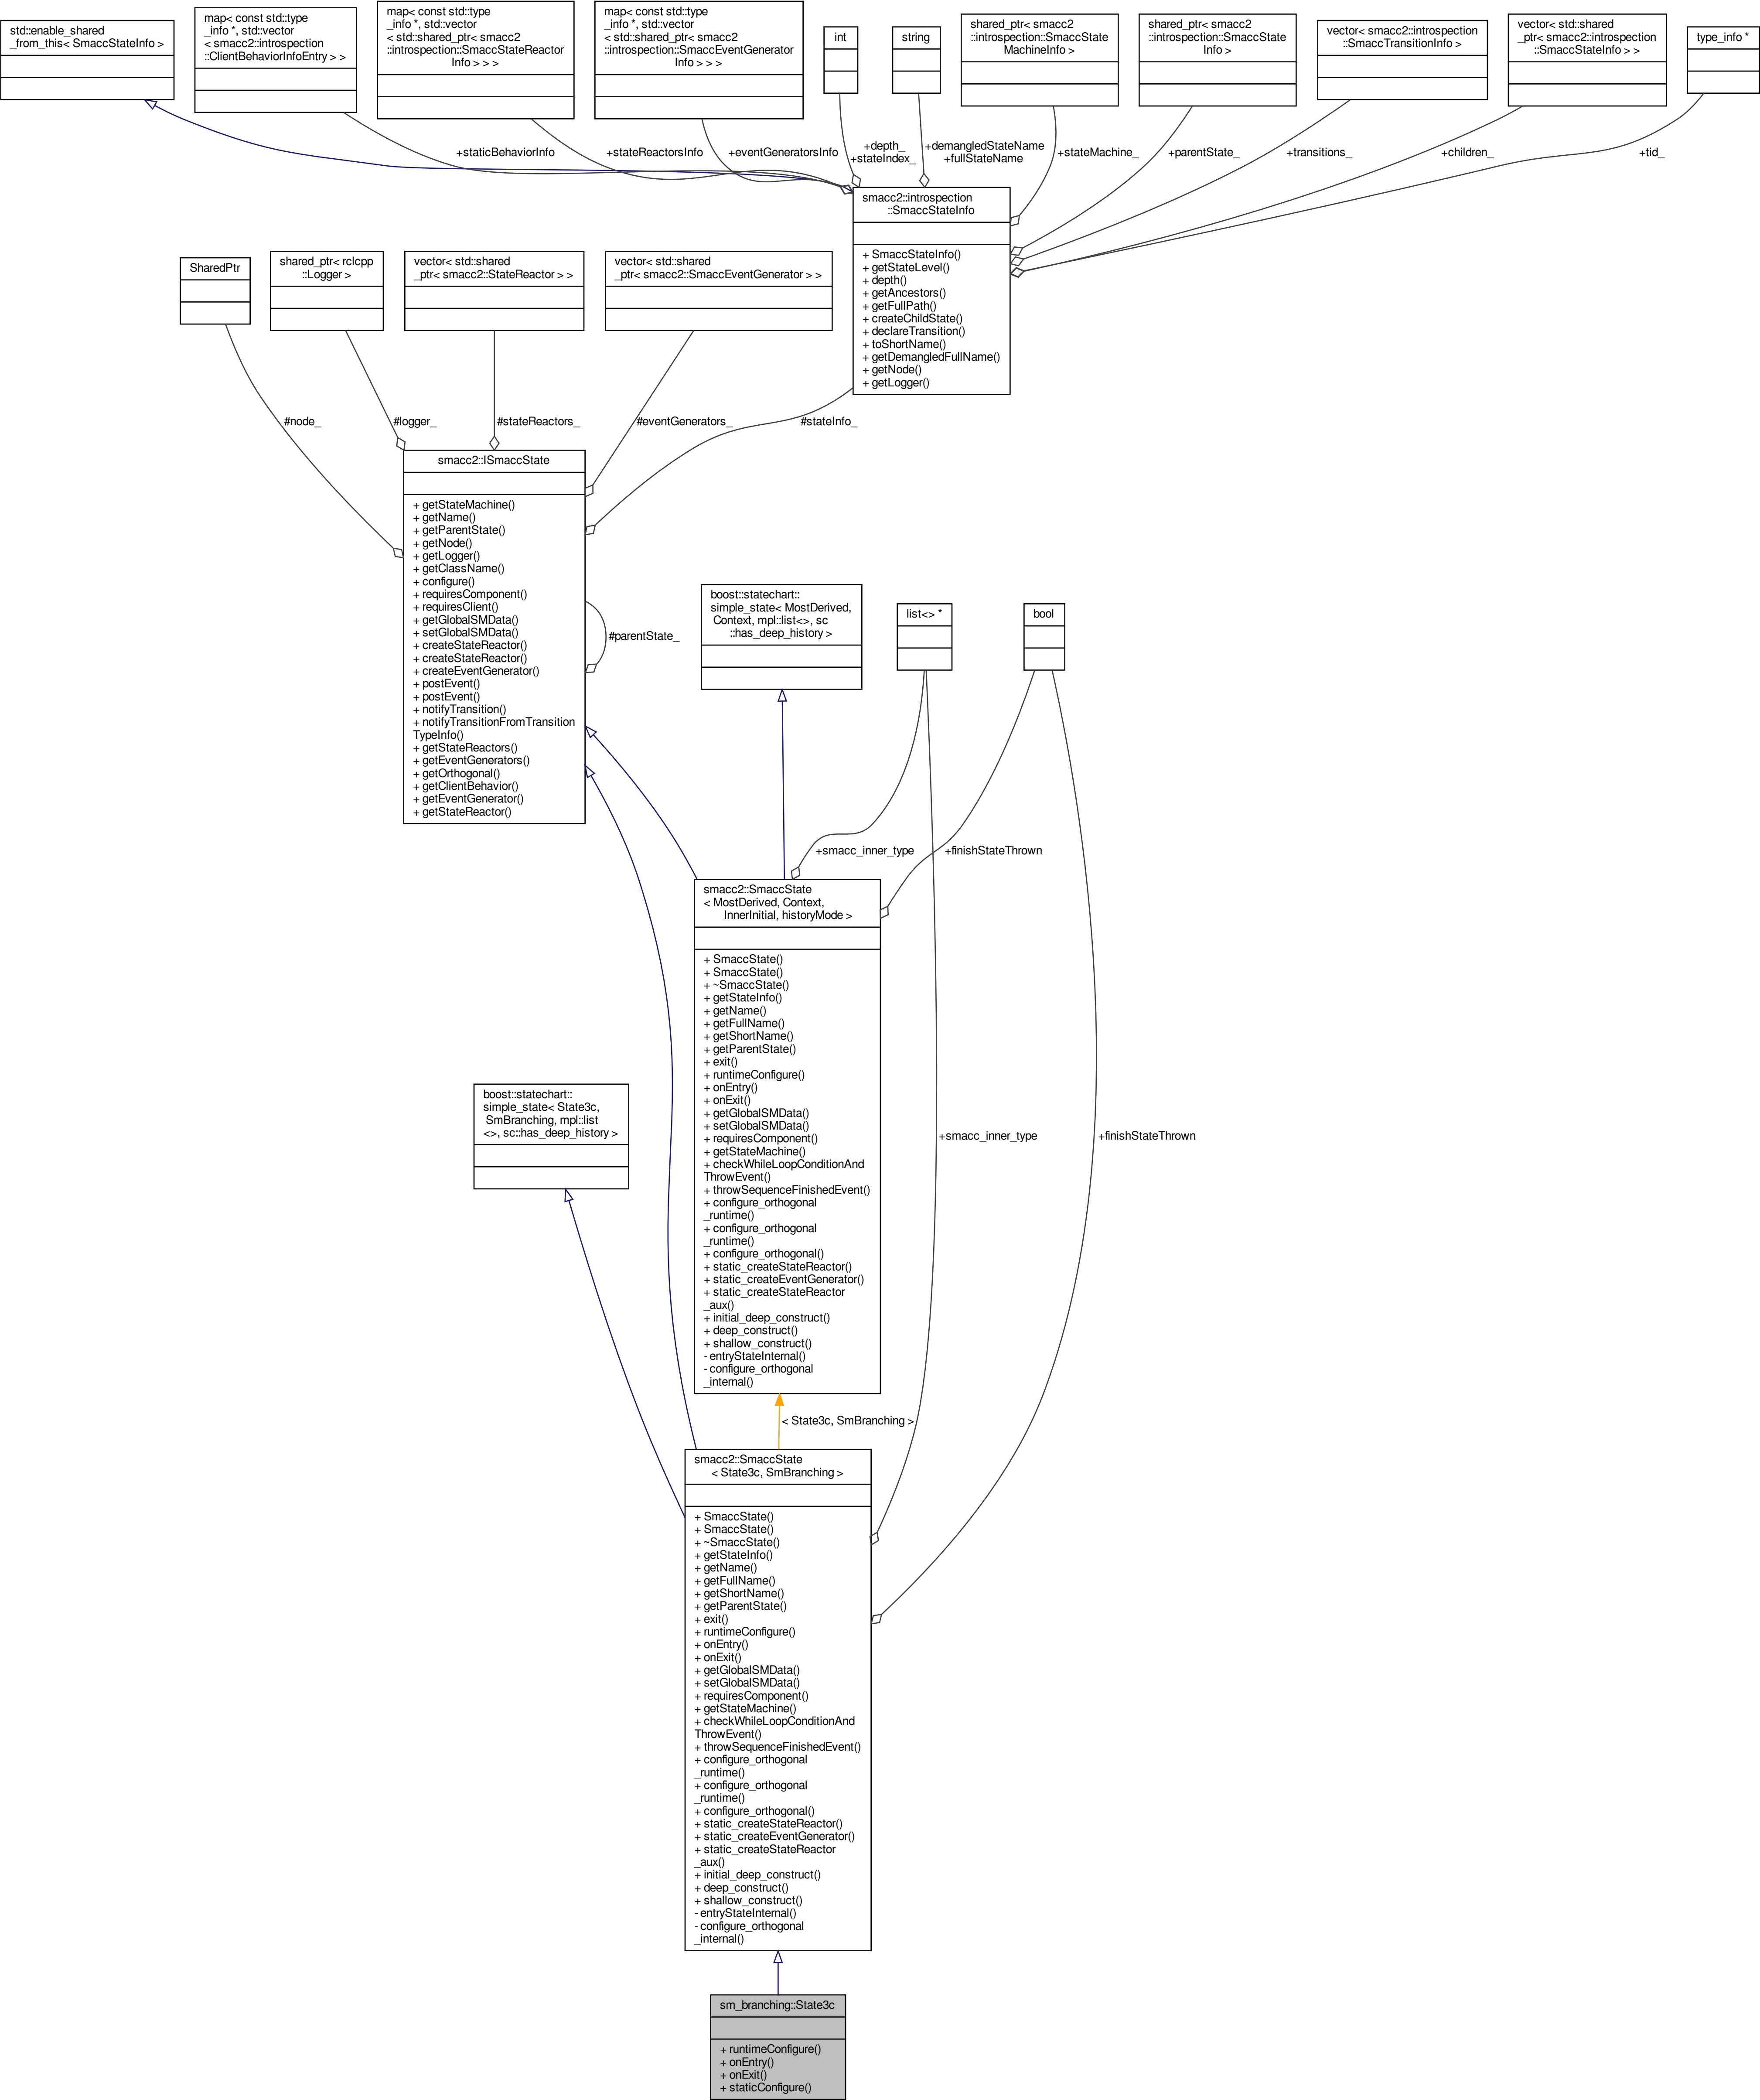 std::enable_shared
_from_this< SmaccStateInfo >
map< const std::type
_info *, std::vector
< smacc2::introspection
::ClientBehaviorInfoEntry > >
map< const std::type
_info *, std::vector
< std::shared_ptr< smacc2
::introspection::SmaccStateReactor
Info > > >
map< const std::type
_info *, std::vector
< std::shared_ptr< smacc2
::introspection::SmaccEventGenerator
Info > > >
int
string
shared_ptr< smacc2
::introspection::SmaccState
MachineInfo >
shared_ptr< smacc2
::introspection::SmaccState
Info >
vector< smacc2::introspection
::SmaccTransitionInfo >
vector< std::shared
_ptr< smacc2::introspection
::SmaccStateInfo > >
type_info *
+staticBehaviorInfo
+stateReactorsInfo
+eventGeneratorsInfo
+depth_
+stateIndex_
+demangledStateName
+fullStateName
+stateMachine_
+parentState_
+transitions_
+children_
+tid_
smacc2::introspection
::SmaccStateInfo
+ SmaccStateInfo()
+ getStateLevel()
+ depth()
+ getAncestors()
+ getFullPath()
+ createChildState()
+ declareTransition()
+ toShortName()
+ getDemangledFullName()
+ getNode()
+ getLogger()
SharedPtr
shared_ptr< rclcpp
::Logger >
vector< std::shared
_ptr< smacc2::StateReactor > >
vector< std::shared
_ptr< smacc2::SmaccEventGenerator > >
#node_
#logger_
#stateReactors_
#eventGenerators_
#stateInfo_
smacc2::ISmaccState
+ getStateMachine()
+ getName()
+ getParentState()
+ getNode()
+ getLogger()
+ getClassName()
+ configure()
+ requiresComponent()
+ requiresClient()
+ getGlobalSMData()
+ setGlobalSMData()
+ createStateReactor()
+ createStateReactor()
+ createEventGenerator()
+ postEvent()
+ postEvent()
+ notifyTransition()
+ notifyTransitionFromTransition
TypeInfo()
+ getStateReactors()
+ getEventGenerators()
+ getOrthogonal()
+ getClientBehavior()
+ getEventGenerator()
+ getStateReactor()
#parentState_
boost::statechart::
simple_state< MostDerived,
Context, mpl::list<>, sc
::has_deep_history >
list<> *
bool
+smacc_inner_type
+finishStateThrown
smacc2::SmaccState
< MostDerived, Context,
InnerInitial, historyMode >
+ SmaccState()
+ SmaccState()
+ ~SmaccState()
+ getStateInfo()
+ getName()
+ getFullName()
+ getShortName()
+ getParentState()
+ exit()
+ runtimeConfigure()
+ onEntry()
+ onExit()
+ getGlobalSMData()
+ setGlobalSMData()
+ requiresComponent()
+ getStateMachine()
+ checkWhileLoopConditionAnd
ThrowEvent()
+ throwSequenceFinishedEvent()
+ configure_orthogonal
_runtime()
+ configure_orthogonal
_runtime()
+ configure_orthogonal()
+ static_createStateReactor()
+ static_createEventGenerator()
+ static_createStateReactor
_aux()
+ initial_deep_construct()
+ deep_construct()
+ shallow_construct()
- entryStateInternal()
- configure_orthogonal
_internal()
boost::statechart::
simple_state< State3c,
SmBranching, mpl::list
<>, sc::has_deep_history >
+smacc_inner_type
+finishStateThrown
< State3c, SmBranching >
smacc2::SmaccState
< State3c, SmBranching >
+ SmaccState()
+ SmaccState()
+ ~SmaccState()
+ getStateInfo()
+ getName()
+ getFullName()
+ getShortName()
+ getParentState()
+ exit()
+ runtimeConfigure()
+ onEntry()
+ onExit()
+ getGlobalSMData()
+ setGlobalSMData()
+ requiresComponent()
+ getStateMachine()
+ checkWhileLoopConditionAnd
ThrowEvent()
+ throwSequenceFinishedEvent()
+ configure_orthogonal
_runtime()
+ configure_orthogonal
_runtime()
+ configure_orthogonal()
+ static_createStateReactor()
+ static_createEventGenerator()
+ static_createStateReactor
_aux()
+ initial_deep_construct()
+ deep_construct()
+ shallow_construct()
- entryStateInternal()
- configure_orthogonal
_internal()
sm_branching::State3c
+ runtimeConfigure()
+ onEntry()
+ onExit()
+ staticConfigure()